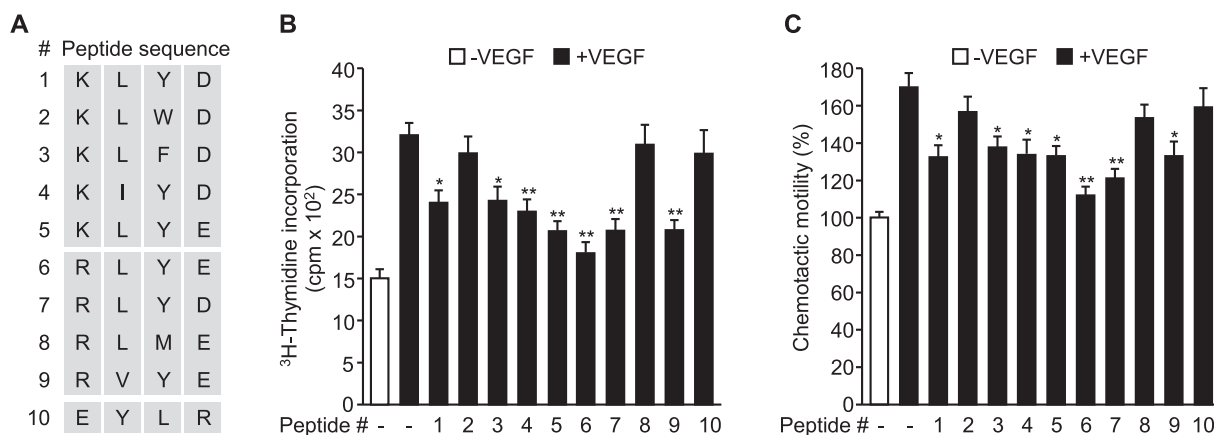 A
# Peptide sequence
1 K L Y D
2 K L W D
3 K L F D
4 K I Y D
5 K L Y E
6 R L Y E
7 R L Y D
8 R L M E
9 R V Y E
10 E Y L R
B
-VEGF +VEGF
³H-Thymidine incorporation
(cpm x 10²)
40
35
30
25
20
15
10
5
0
* * ** ** ** ** **
Peptide # - - 1 2 3 4 5 6 7 8 9 10
C
-VEGF +VEGF
Chemotactic motility (%)
180
160
140
120
100
80
60
40
20
0
* * * * ** ** *
Peptide # - - 1 2 3 4 5 6 7 8 9 10